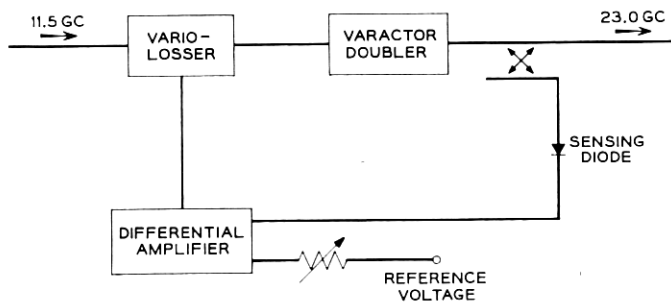 11.5 GC
VARIO-
LOSSER
VARACTOR
DOUBLER
23.0 GC
SENSING
DIODE
DIFFERENTIAL
AMPLIFIER
REFERENCE
VOLTAGE